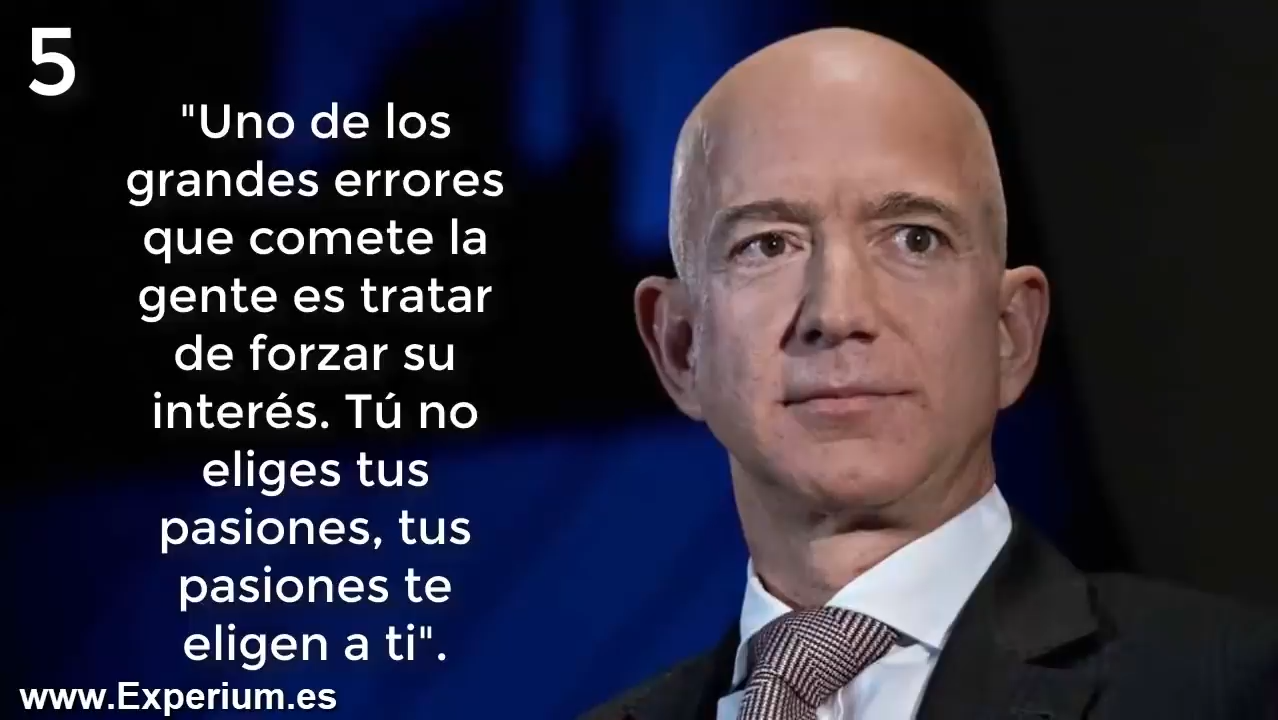 5
"Uno de los
grandes errores
que comete la
gente es tratar
de forzar su
interés. Tú no
eliges tus
pasiones, tus
pasiones te
eligen a ti".
www.Experium.es